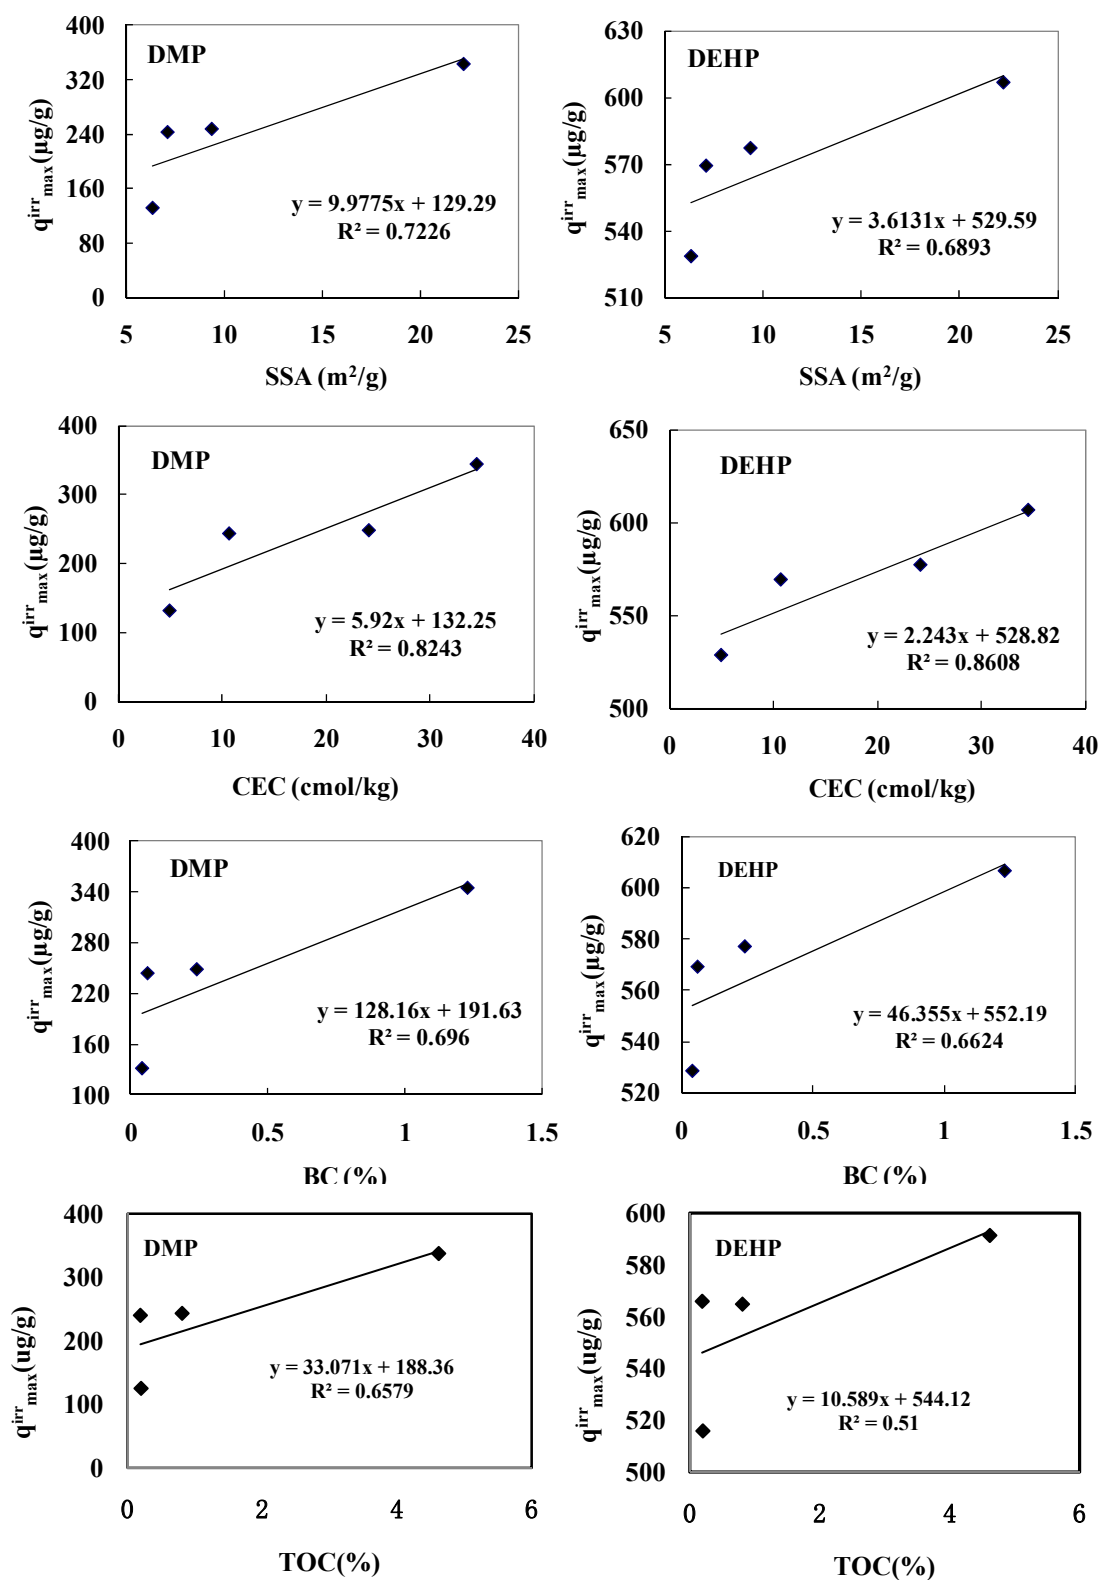 DMP
q^irr_max(µg/g)
400
320
240
160
80
0
y = 9.9775x + 129.29
R² = 0.7226
5 10 15 20 25
SSA (m²/g)
DEHP
q^irr_max(µg/g)
630
600
570
540
510
y = 3.6131x + 529.59
R² = 0.6893
5 10 15 20 25
SSA (m²/g)
DMP
q^irr_max(µg/g)
400
300
200
100
0
y = 5.92x + 132.25
R² = 0.8243
0 10 20 30 40
CEC (cmol/kg)
DEHP
q^irr_max(µg/g)
650
600
550
500
y = 2.243x + 528.82
R² = 0.8608
0 10 20 30 40
CEC (cmol/kg)
DMP
q^irr_max(µg/g)
400
340
280
220
160
100
y = 128.16x + 191.63
R² = 0.696
0 0.5 1 1.5
BC (%)
DEHP
q^irr_max(µg/g)
620
600
580
560
540
520
y = 46.355x + 552.19
R² = 0.6624
0 0.5 1 1.5
BC (%)
DMP
q^irr_max(ug/g)
400
300
200
100
0
y = 33.071x + 188.36
R² = 0.6579
0 2 4 6
TOC(%)
DEHP
q^irr_max(ug/g)
600
580
560
540
520
500
y = 10.589x + 544.12
R² = 0.51
0 2 4 6
TOC(%)